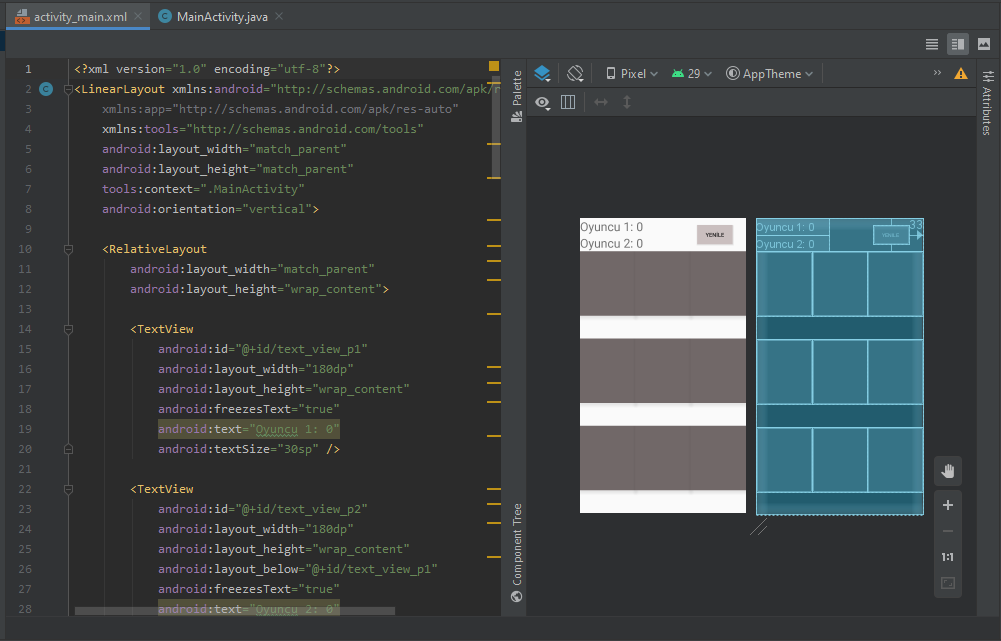 activity_main.xml
MainActivity.java
1 <?xml version="1.0" encoding="utf-8"?>
2 <LinearLayout xmlns:android="http://schemas.android.com/apk/r
3 xmlns:app="http://schemas.android.com/apk/res-auto"
4 xmlns:tools="http://schemas.android.com/tools"
5 android:layout_width="match_parent"
6 android:layout_height="match_parent"
7 tools:context=".MainActivity"
8 android:orientation="vertical">
9
10 <RelativeLayout
11 android:layout_width="match_parent"
12 android:layout_height="wrap_content">
13
14 <TextView
15 android:id="@+id/text_view_p1"
16 android:layout_width="180dp"
17 android:layout_height="wrap_content"
18 android:freezesText="true"
19 android:text="Oyuncu 1: 0"
20 android:textSize="30sp" />
21
22 <TextView
23 android:id="@+id/text_view_p2"
24 android:layout_width="180dp"
25 android:layout_height="wrap_content"
26 android:layout_below="@+id/text_view_p1"
27 android:freezesText="true"
28 android:text="Oyuncu 2: 0"
Palette
Component Tree
Pixel
29
AppTheme
Attributes
Oyuncu 1: 0
Oyuncu 2: 0
YENİLE
Oyuncu 1: 0
Oyuncu 2: 0
YENİLE
33
1:1